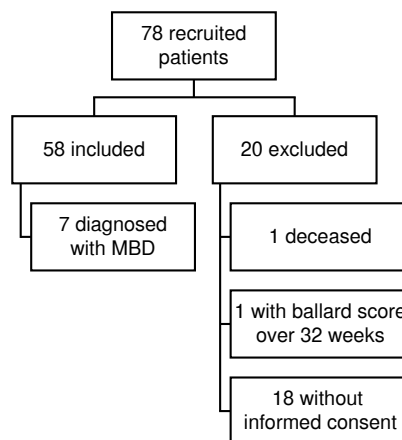 78 recruited
patients
58 included
20 excluded
7 diagnosed
with MBD
1 deceased
1 with ballard score
over 32 weeks
18 without
informed consent